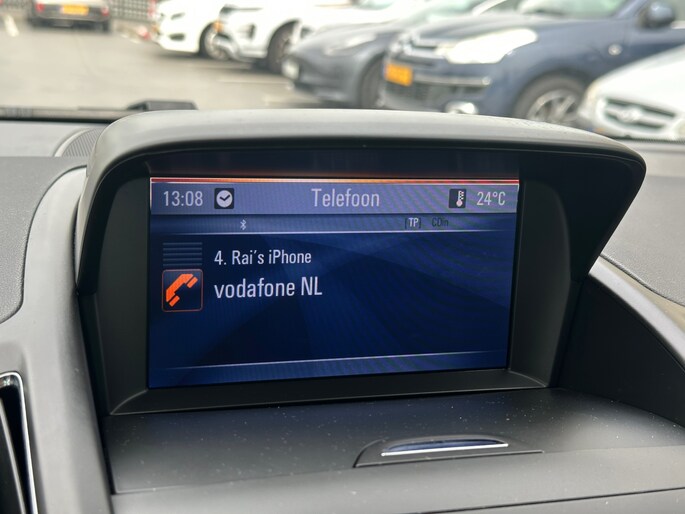 13:08 Telefoon 24°C
TP CDin
4. Rai's iPhone
vodafone NL